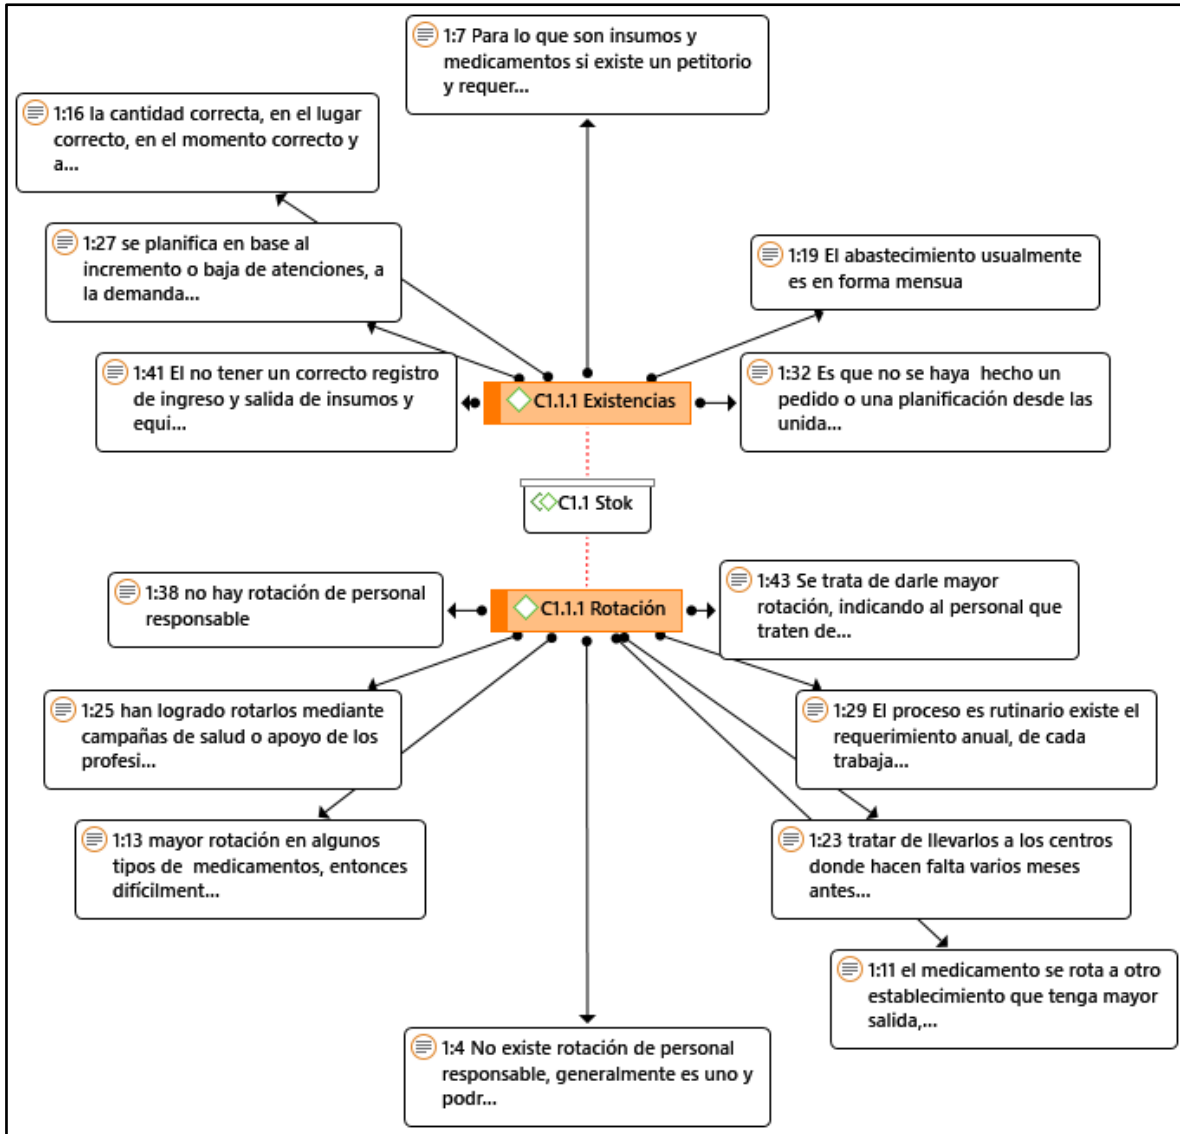 1:7 Para lo que son insumos y
medicamentos si existe un petitorio
y requer...
1:16 la cantidad correcta, en el lugar
correcto, en el momento correcto y
a...
1:27 se planifica en base al
incremento o baja de atenciones, a
la demanda...
1:19 El abastecimiento usualmente
es en forma mensua
1:41 El no tener un correcto registro
de ingreso y salida de insumos y
equi...
C1.1.1 Existencias
1:32 Es que no se haya hecho un
pedido o una planificación desde las
unida...
C1.1 Stok
1:38 no hay rotación de personal
responsable
C1.1.1 Rotación
1:43 Se trata de darle mayor
rotación, indicando al personal que
traten de...
1:25 han logrado rotarlos mediante
campañas de salud o apoyo de los
profesi...
1:29 El proceso es rutinario existe el
requerimiento anual, de cada
trabaja...
1:13 mayor rotación en algunos
tipos de medicamentos, entonces
difícilment...
1:23 tratar de llevarlos a los centros
donde hacen falta varios meses
antes...
1:11 el medicamento se rota a otro
establecimiento que tenga mayor
salida,...
1:4 No existe rotación de personal
responsable, generalmente es uno y
podr...